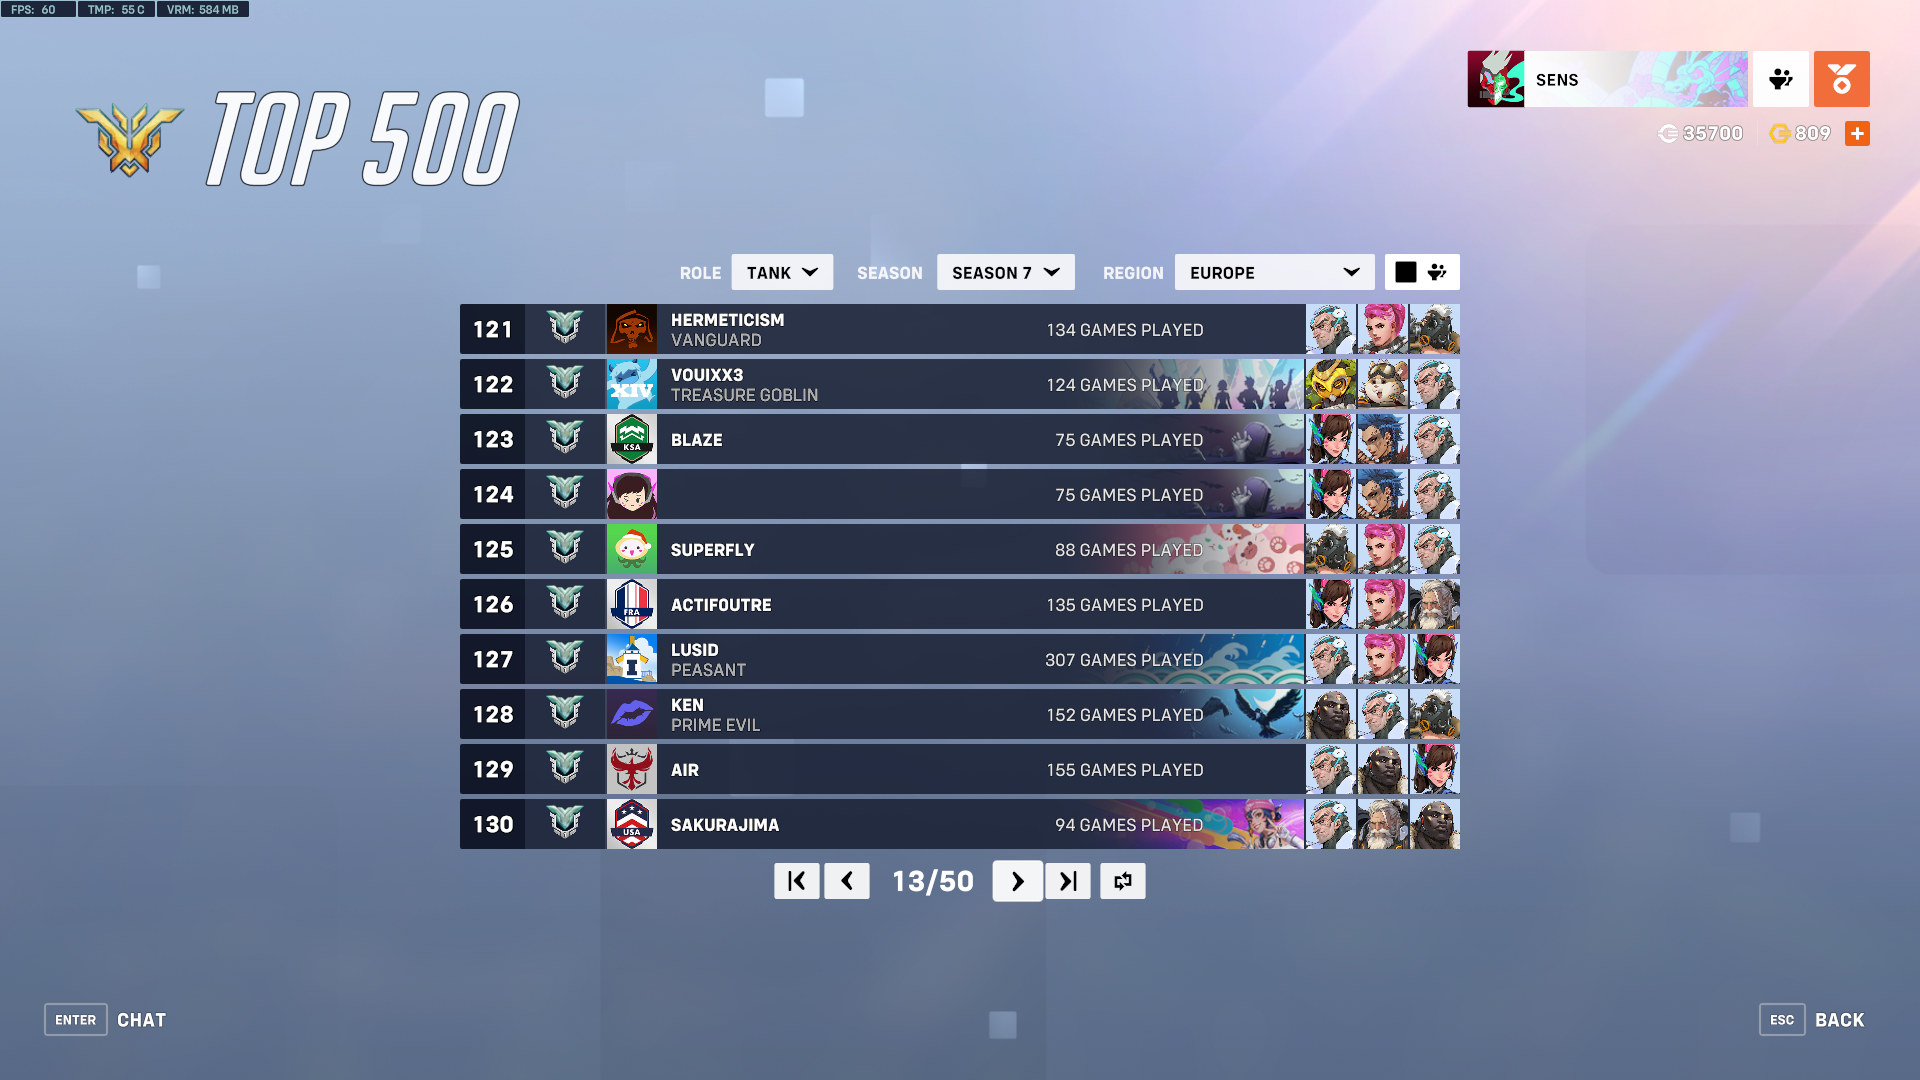 FPS: 60 TMP: 55 C VRM: 584 MB
TOP 500
SENS
35700 809
ROLE TANK SEASON SEASON 7 REGION EUROPE
121 HERMETICISM
VANGUARD
134 GAMES PLAYED
122 XIV VOUIXX3
TREASURE GOBLIN
124 GAMES PLAYED
123 KSA BLAZE 75 GAMES PLAYED
124 75 GAMES PLAYED
125 SUPERFLY 88 GAMES PLAYED
126 FRA ACTIFOUTRE 135 GAMES PLAYED
127 LUSID
PEASANT
307 GAMES PLAYED
128 KEN
PRIME EVIL
152 GAMES PLAYED
129 AIR 155 GAMES PLAYED
130 USA SAKURAJIMA 94 GAMES PLAYED
13/50
ENTER CHAT
ESC BACK